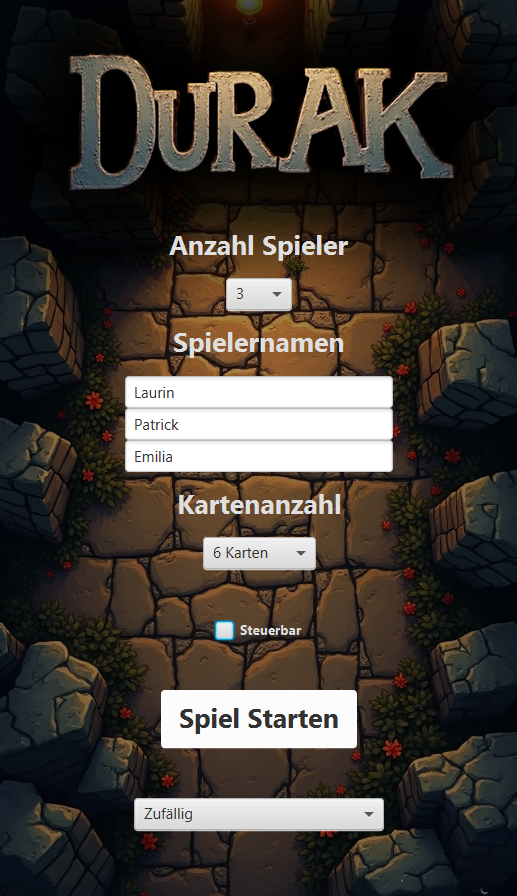 DURAK
Anzahl Spieler
3
Spielernamen
Laurin
Patrick
Emilia
Kartenanzahl
6 Karten
Steuerbar
Spiel Starten
Zufällig